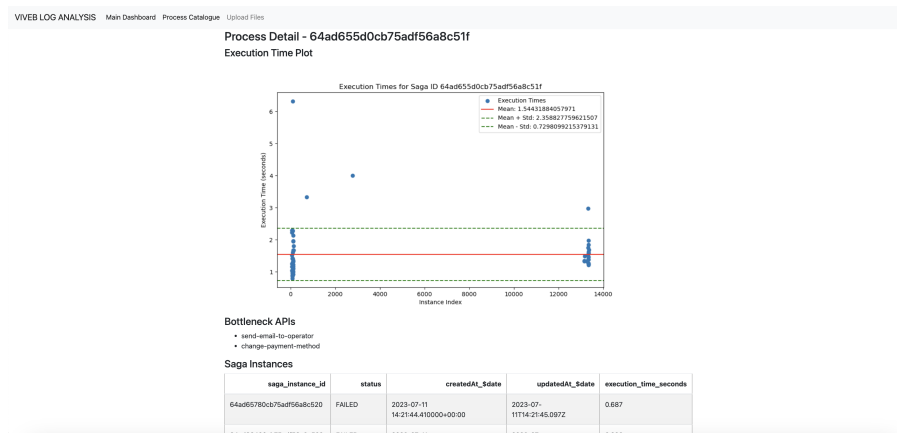 VIVEB LOG ANALYSIS Main Dashboard Process Catalogue Upload Files
Process Detail - 64ad655d0cb75adf56a8c51f
Execution Time Plot
Execution Times for Saga ID 64ad655d0cb75adf56a8c51f
Execution Times
Mean: 1.54431884057971
Mean + Std: 2.358827759621507
Mean - Std: 0.7298099215379131
Execution Time (seconds)
6
5
4
3
2
1
0 2000 4000 6000 8000 10000 12000 14000
Instance Index
Bottleneck APIs
• send-email-to-operator
• change-payment-method
Saga Instances
saga_instance_id status createdAt_$date updatedAt_$date execution_time_seconds
64ad65780cb75adf56a8c520 FAILED 2023-07-11 2023-07- 0.687
14:21:44.410000+00:00 11T14:21:45.097Z